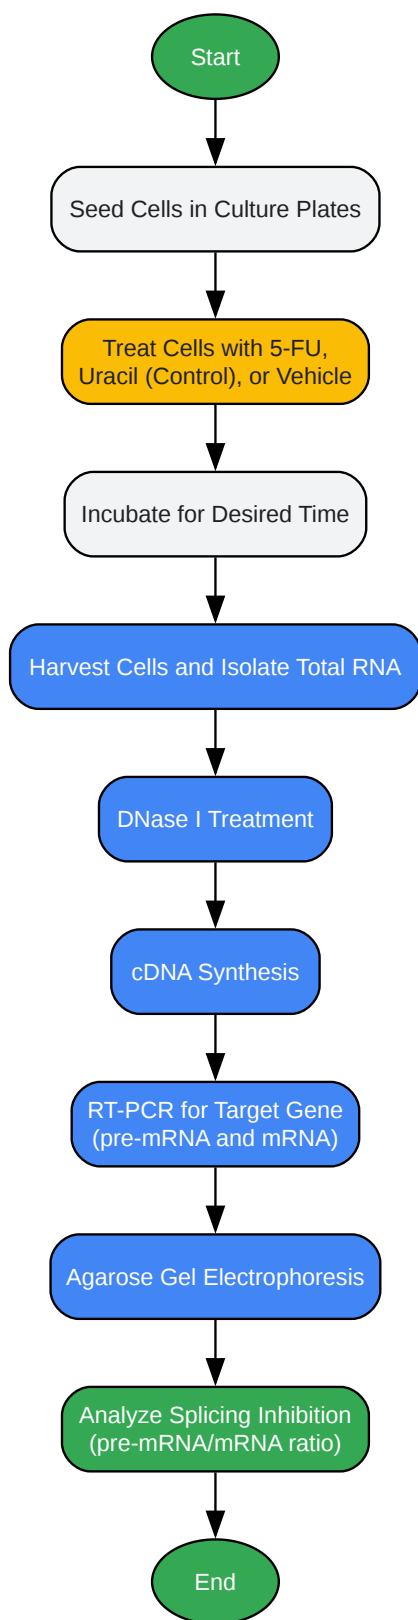 Start
Seed Cells in Culture Plates
Treat Cells with 5-FU,
Uracil (Control), or Vehicle
Incubate for Desired Time
Harvest Cells and Isolate Total RNA
DNase I Treatment
cDNA Synthesis
RT-PCR for Target Gene
(pre-mRNA and mRNA)
Agarose Gel Electrophoresis
Analyze Splicing Inhibition
(pre-mRNA/mRNA ratio)
End